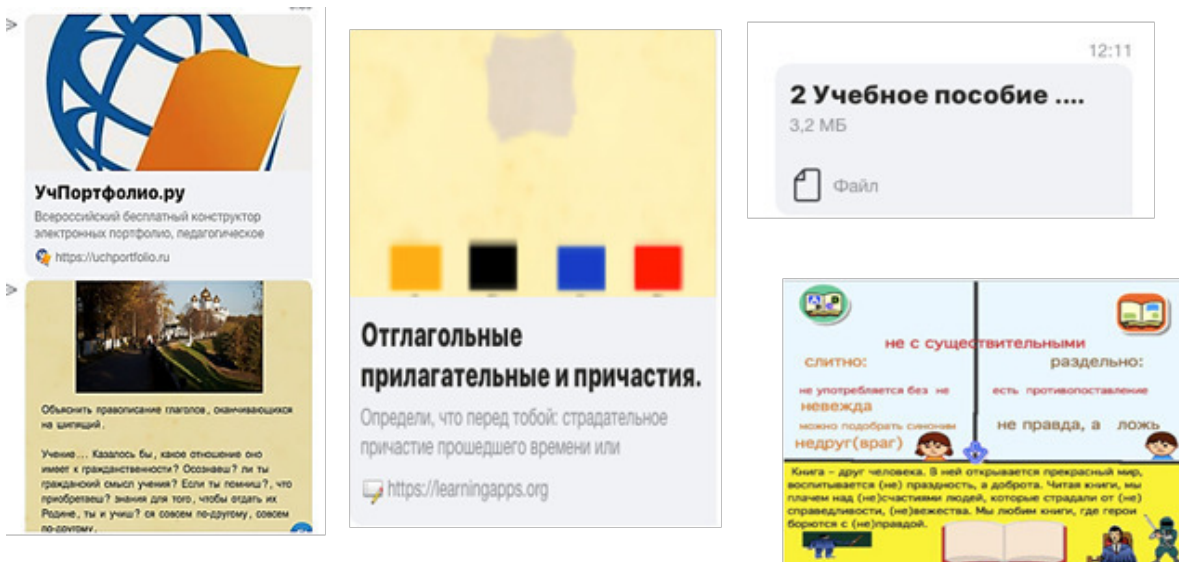 УчПортфолио.ру
Всероссийский бесплатный конструктор
электронных портфолио, педагогическое
https://uchportfolio.ru
Объяснить правописание глаголов, оканчивающихся
на шипящий.
Учение... Казалось бы, какое отношение оно
имеет к гражданственности? Осознаеш? ли ты
гражданский смысл учения? Если ты помниш?, что
приобретаеш? знания для того, чтобы отдать их
Родине, ты и учиш? ся совсем по-другому, совсем
по-другому.
Отглагольные
прилагательные и причастия.
Определи, что перед тобой: страдательное
причастие прошедшего времени или
https://learningapps.org
12:11
2 Учебное пособие ....
3,2 МБ
Файл
не с существительными
слитно: раздельно:
не употребляется без не есть противопоставление
невежда
можно подобрать синоним не правда, а ложь
недруг(враг)
Книга – друг человека. В ней открывается прекрасный мир,
воспитывается (не) праздность, а доброта. Читая книги, мы
плачем над (не)счастиями людей, которые страдали от (не)
справедливости, (не)вежества. Мы любим книги, где герои
борются с (не)правдой.